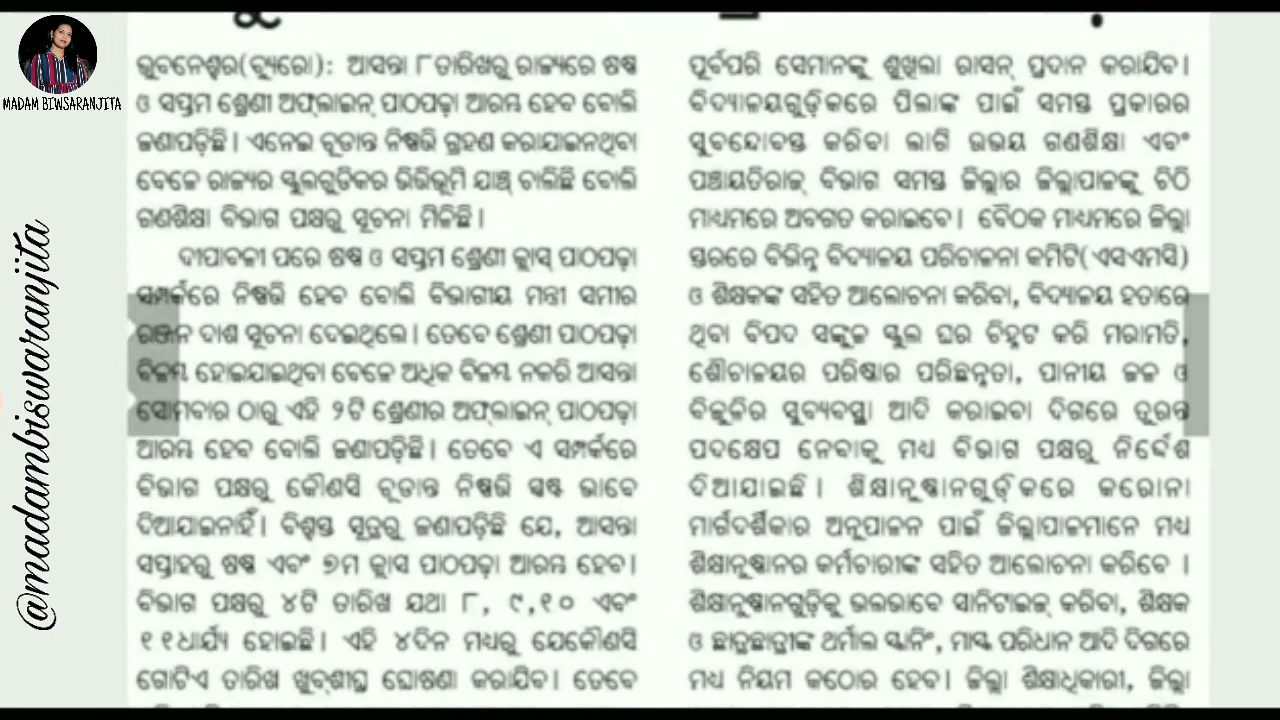 MADAM BIWSARANJITA
@madambiswaranjita
ଭୁବନେଶ୍ୱର(ବ୍ୟୁରୋ): ଆସନ୍ତା ୮ତାରିଖରୁ ରାଜ୍ୟରେ ଷଷ୍ଠ
ଓ ସପ୍ତମ ଶ୍ରେଣୀ ଅଫ୍‌ଲାଇନ୍ ପାଠପଢ଼ା ଆରମ୍ଭ ହେବ ବୋଲି
ଜଣାପଡ଼ିଛି। ଏନେଇ ଚୂଡାନ୍ତ ନିଷ୍ପତ୍ତି ଗ୍ରହଣ କରାଯାଇନଥିବା
ବେଳେ ରାଜ୍ୟର ସ୍କୁଲଗୁଡିକର ଭିତ୍ତିଭୂମି ଯାଞ୍ଚ୍ ଚାଲିଛି ବୋଲି
ଗଣଶିକ୍ଷା ବିଭାଗ ପକ୍ଷରୁ ସୂଚନା ମିଳିଛି।
ଦୀପାବଳୀ ପରେ ଷଷ୍ଠ ଓ ସପ୍ତମ ଶ୍ରେଣୀ କ୍ଲାସ୍ ପାଠପଢ଼ା
ସମ୍ପର୍କରେ ନିଷ୍ପତ୍ତି ହେବ ବୋଲି ବିଭାଗୀୟ ମନ୍ତ୍ରୀ ସମୀର
ରଞ୍ଜନ ଦାଶ ସୂଚନା ଦେଇଥିଲେ। ତେବେ ଶ୍ରେଣୀ ପାଠପଢ଼ା
ବିଳମ୍ବ ହୋଇଯାଇଥିବା ବେଳେ ଅଧିକ ବିଳମ୍ବ ନକରି ଆସନ୍ତା
ସୋମବାର ଠାରୁ ଏହି ୨ଟି ଶ୍ରେଣୀର ଅଫ୍‌ଲାଇନ୍ ପାଠପଢ଼ା
ଆରମ୍ଭ ହେବ ବୋଲି ଜଣାପଡ଼ିଛି। ତେବେ ଏ ସମ୍ପର୍କରେ
ବିଭାଗ ପକ୍ଷରୁ କୌଣସି ଚୂଡାନ୍ତ ନିଷ୍ପତ୍ତି ସ୍ପଷ୍ଟ ଭାବେ
ଦିଆଯାଇନାହିଁ। ବିଶ୍ୱସ୍ତ ସୂତ୍ରରୁ ଜଣାପଡ଼ିଛି ଯେ, ଆସନ୍ତା
ସପ୍ତାହରୁ ଷଷ୍ଠ ଏବଂ ୭ମ କ୍ଲାସ ପାଠପଢ଼ା ଆରମ୍ଭ ହେବ।
ବିଭାଗ ପକ୍ଷରୁ ୪ଟି ତାରିଖ ଯଥା ୮, ୯,୧୦ ଏବଂ
୧୧ଧାର୍ଯ୍ୟ ହୋଇଛି। ଏହି ୪ଦିନ ମଧ୍ୟରୁ ଯେକୌଣସି
ଗୋଟିଏ ତାରିଖ ଖୁବ୍‌ଶୀଘ୍ର ଘୋଷଣା କରାଯିବ। ତେବେ
ପୂର୍ବପରି ସେମାନଙ୍କୁ ଶୁଖିଲା ରାସନ୍ ପ୍ରଦାନ କରାଯିବ।
ବିଦ୍ୟାଳୟଗୁଡ଼ିକରେ ପିଲାଙ୍କ ପାଇଁ ସମସ୍ତ ପ୍ରକାରର
ସୁବନ୍ଦୋବସ୍ତ କରିବା ଲାଗି ଉଭୟ ଗଣଶିକ୍ଷା ଏବଂ
ପଞ୍ଚାୟତିରାଜ୍ ବିଭାଗ ସମସ୍ତ ଜିଲ୍ଲାର ଜିଲ୍ଲାପାଳଙ୍କୁ ଚିଠି
ମାଧ୍ୟମରେ ଅବଗତ କରାଇବେ। ବୈଠକ ମାଧ୍ୟମରେ ଜିଲ୍ଲା
ସ୍ତରରେ ବିଭିନ୍ନ ବିଦ୍ୟାଳୟ ପରିଚାଳନା କମିଟି(ଏସଏମସି)
ଓ ଶିକ୍ଷକଙ୍କ ସହିତ ଆଲୋଚନା କରିବା, ବିଦ୍ୟାଳୟ ହତାରେ
ଥିବା ବିପଦ ସଙ୍କୁଳ ସ୍କୁଲ ଘର ଚିହ୍ନଟ କରି ମରାମତି,
ଶୌଚାଳୟର ପରିଷ୍କାର ପରିଛନ୍ନତା, ପାନୀୟ ଜଳ ଓ
ବିଜୁଳିର ସୁବ୍ୟବସ୍ଥା ଆଦି କରାଇବା ଦିଗରେ ତୁରନ୍ତ
ପଦକ୍ଷେପ ନେବାକୁ ମଧ୍ୟ ବିଭାଗ ପକ୍ଷରୁ ନିର୍ଦ୍ଦେଶ
ଦିଆଯାଇଛି। ଶିକ୍ଷାନୁଷ୍ଠାନଗୁଡ଼ିକରେ କରୋନା
ମାର୍ଗଦର୍ଶିକାର ଅନୁପାଳନ ପାଇଁ ଜିଲ୍ଲାପାଳମାନେ ମଧ୍ୟ
ଶିକ୍ଷାନୁଷ୍ଠାନର କର୍ମଚାରୀଙ୍କ ସହିତ ଆଲୋଚନା କରିବେ ।
ଶିକ୍ଷାନୁଷ୍ଠାନଗୁଡ଼ିକୁ ଭଲଭାବେ ସାନିଟାଇଜ୍ କରିବା, ଶିକ୍ଷକ
ଓ ଛାତ୍ରଛାତ୍ରୀଙ୍କ ଥର୍ମାଲ ସ୍କାନିଂ, ମାସ୍କ ପରିଧାନ ଆଦି ଦିଗରେ
ମଧ୍ୟ ନିୟମ କଠୋର ହେବ। ଜିଲ୍ଲା ଶିକ୍ଷାଧିକାରୀ, ଜିଲ୍ଲା